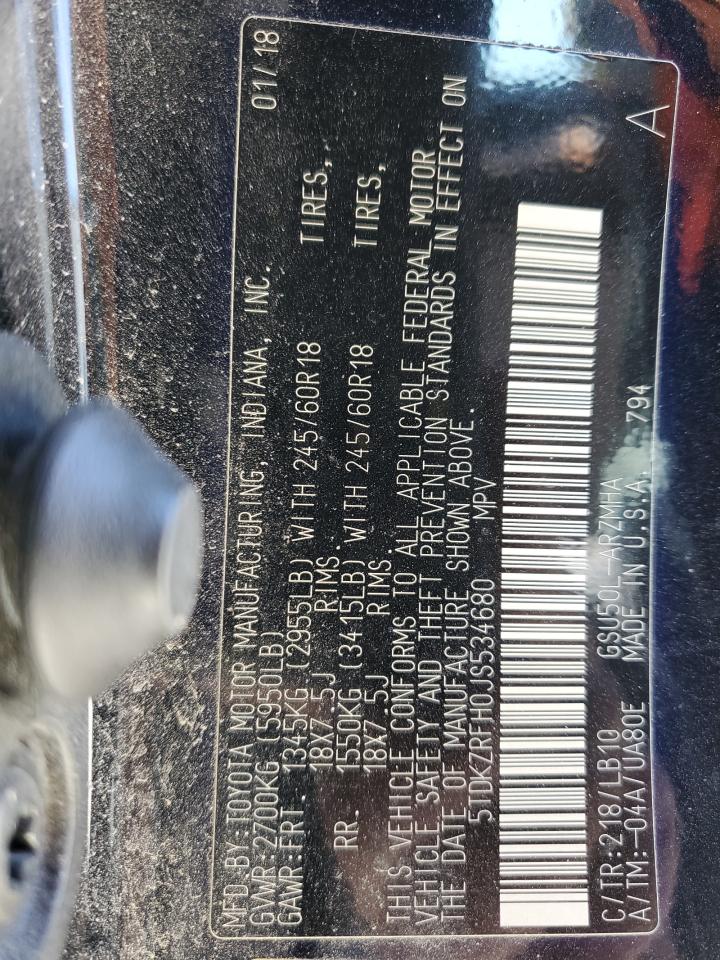 MFD.BY:TOYOTA MOTOR MANUFACTURING, INDIANA, INC. 01/18
GVWR:2700KG (5950LB)
GAWR:FRT. 1345KG (2955LB) WITH 245/60R18 TIRES,
18X7.5J RIMS.
RR. 1550KG (3415LB) WITH 245/60R18 TIRES,
18X7.5J RIMS.
THIS VEHICLE CONFORMS TO ALL APPLICABLE FEDERAL MOTOR
VEHICLE SAFETY AND THEFT PREVENTION STANDARDS IN EFFECT ON
THE DATE OF MANUFACTURE SHOWN ABOVE.
5TDKZRFH0JS534680 MPV
C/TR:218/LB10 GSU50L-ARZMHA
A/TM:-04A/UA80E MADE IN U.S.A. 794
A